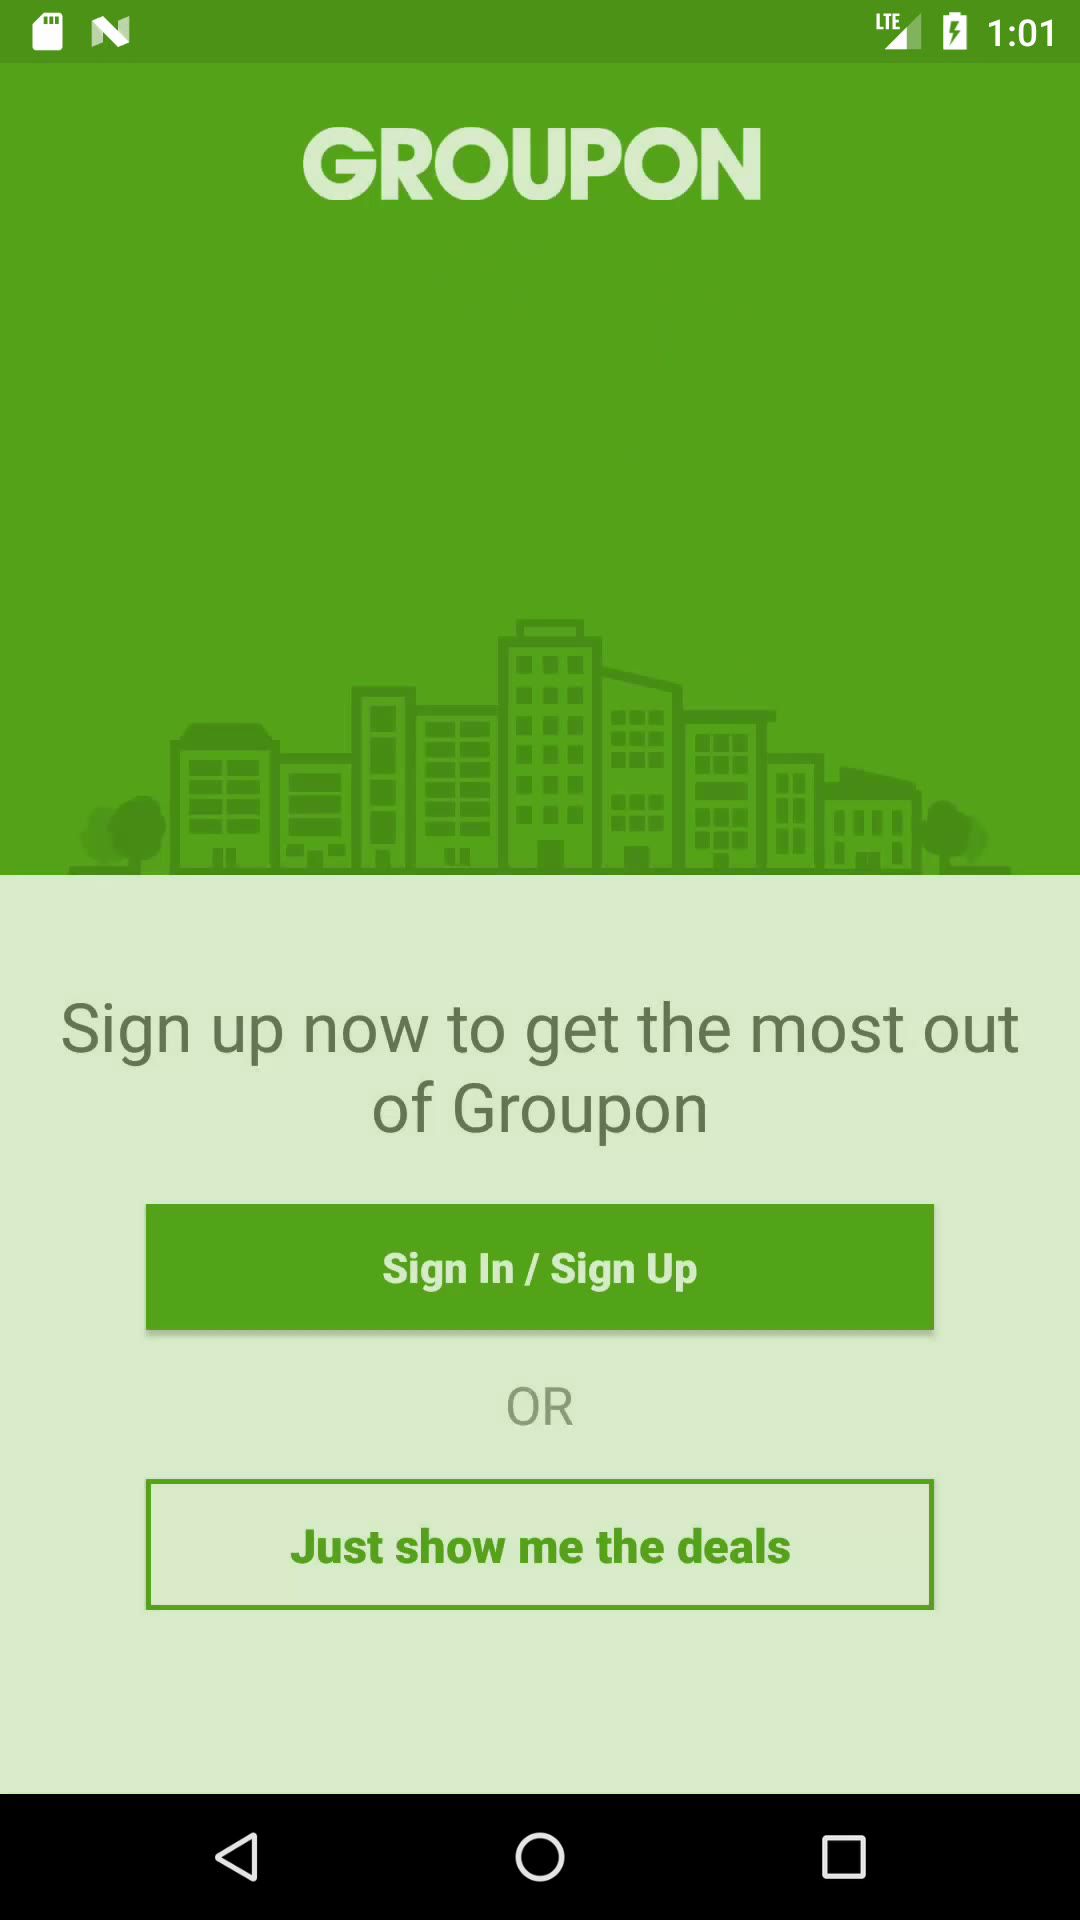 LTE 1:01
GROUPON
Sign up now to get the most out
of Groupon
Sign In / Sign Up
OR
Just show me the deals